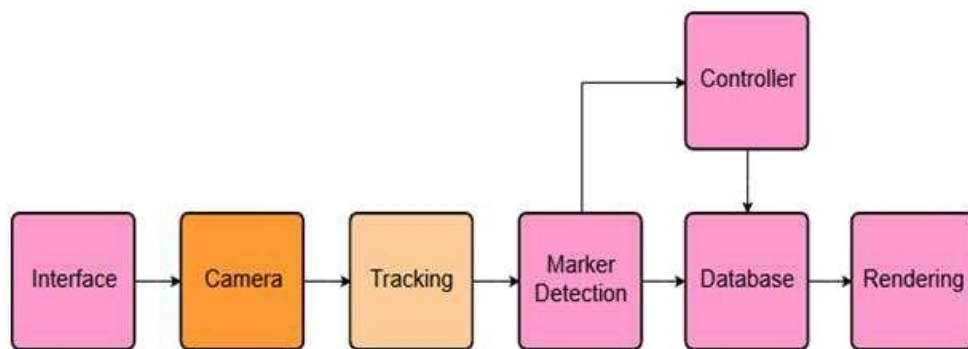 Controller
Interface
Camera
Tracking
Marker
Detection
Database
Rendering